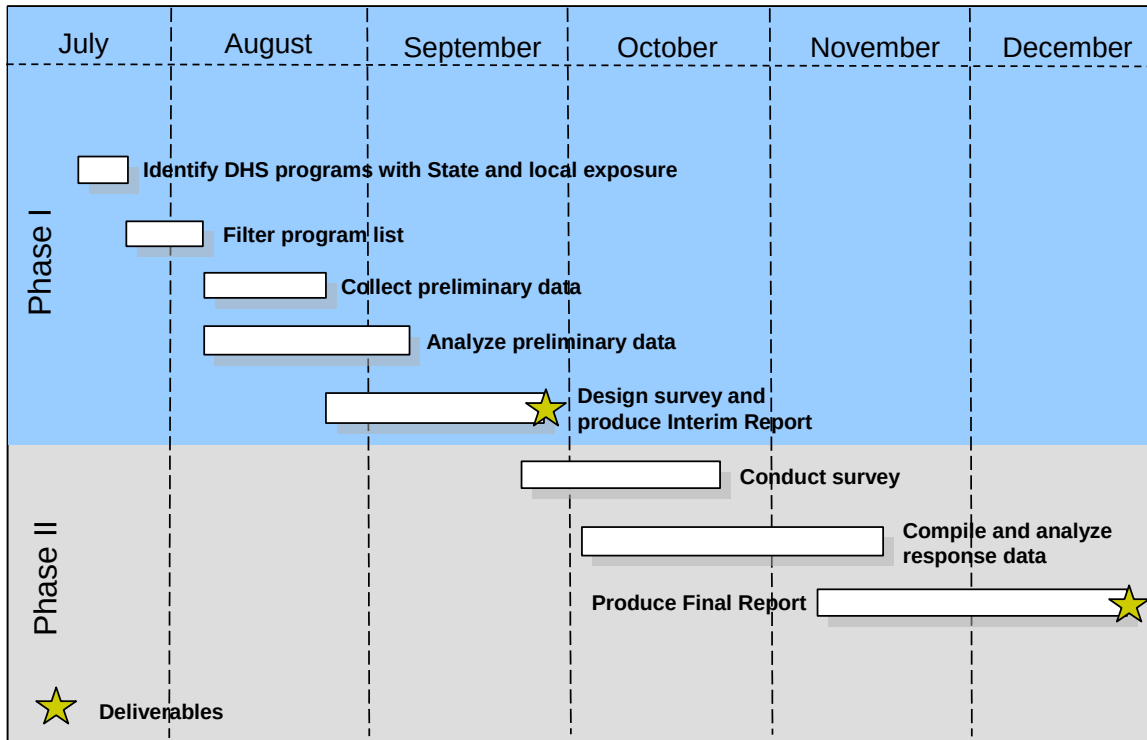 July August September October November December
Phase I
Identify DHS programs with State and local exposure
Filter program list
Collect preliminary data
Analyze preliminary data
Design survey and
produce Interim Report
Phase II
Conduct survey
Compile and analyze
response data
Produce Final Report
Deliverables